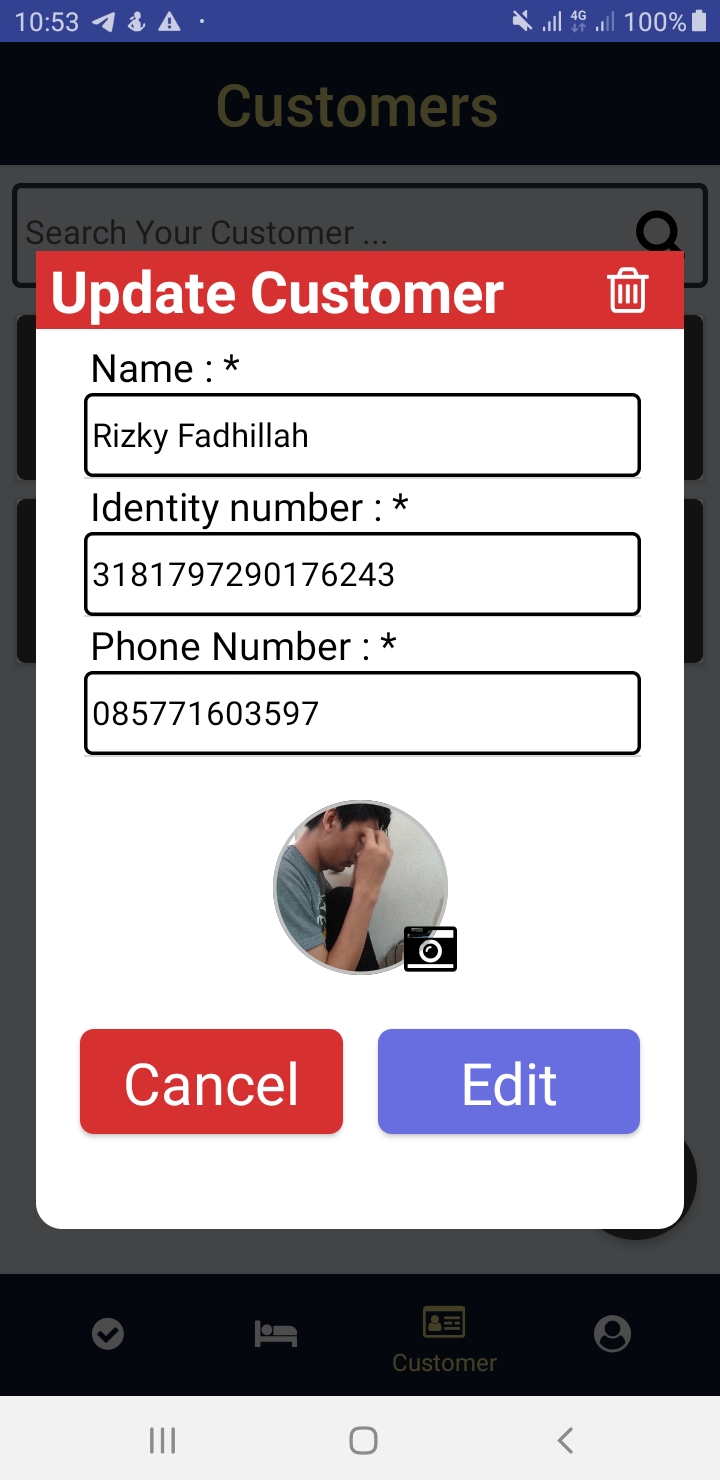 10:53
4G
100%
Customers
Search Your Customer ...
Update Customer
Name : *
Rizky Fadhillah
Identity number : *
3181797290176243
Phone Number : *
085771603597
Cancel
Edit
Customer